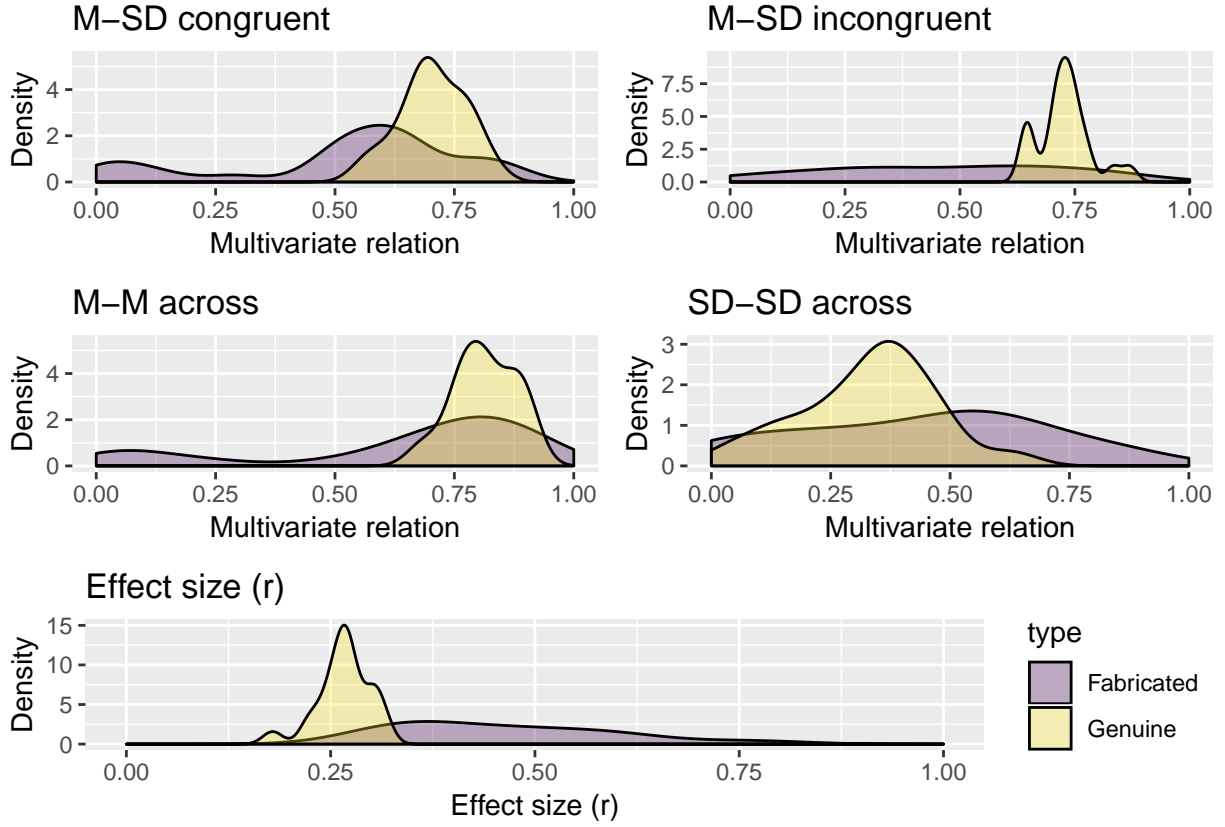 M−SD congruent
Density
4
2
0
0.00 0.25 0.50 0.75 1.00
Multivariate relation
M−SD incongruent
Density
7.5
5.0
2.5
0.0
0.00 0.25 0.50 0.75 1.00
Multivariate relation
M−M across
Density
4
2
0
0.00 0.25 0.50 0.75 1.00
Multivariate relation
SD−SD across
Density
3
2
1
0
0.00 0.25 0.50 0.75 1.00
Multivariate relation
Effect size (r)
Density
15
10
5
0
0.00 0.25 0.50 0.75 1.00
Effect size (r)
type
Fabricated
Genuine